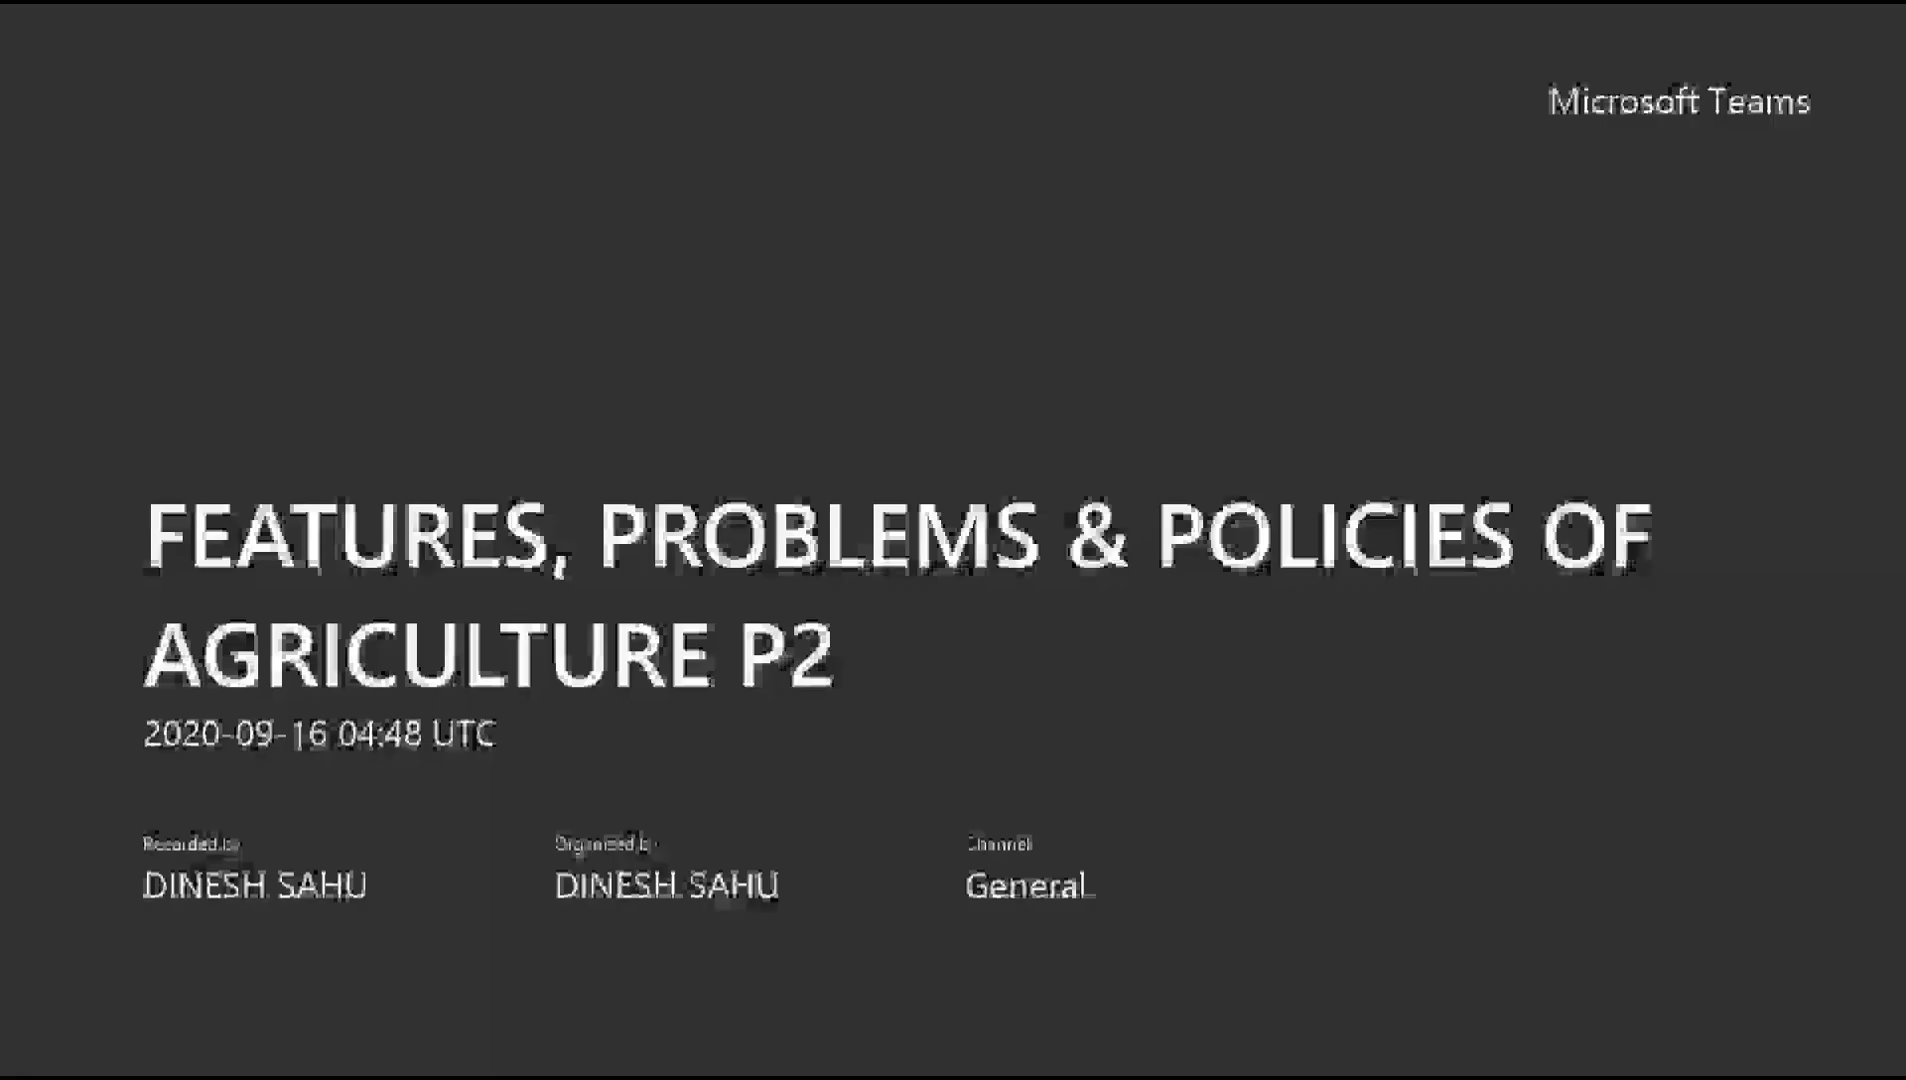 Microsoft Teams
FEATURES, PROBLEMS & POLICIES OF
AGRICULTURE P2
2020-09-16 04:48 UTC
Recorded by
Organized by
Channel
DINESH SAHU
DINESH SAHU
General